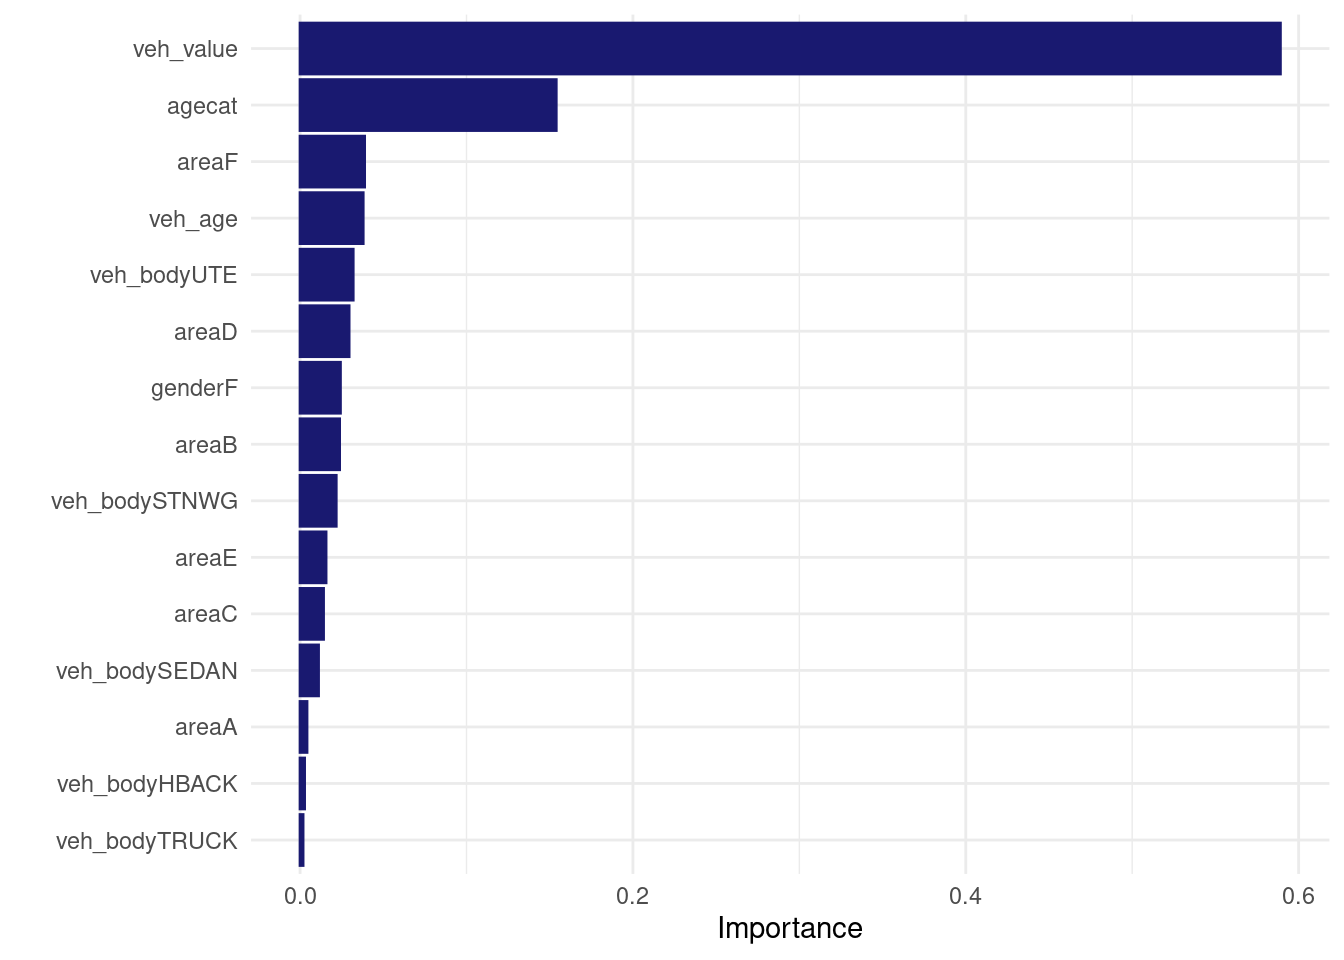 veh_value
agecat
areaF
veh_age
veh_bodyUTE
areaD
genderF
areaB
veh_bodySTNWG
areaE
areaC
veh_bodySEDAN
areaA
veh_bodyHBACK
veh_bodyTRUCK
0.0 0.2 0.4 0.6
Importance